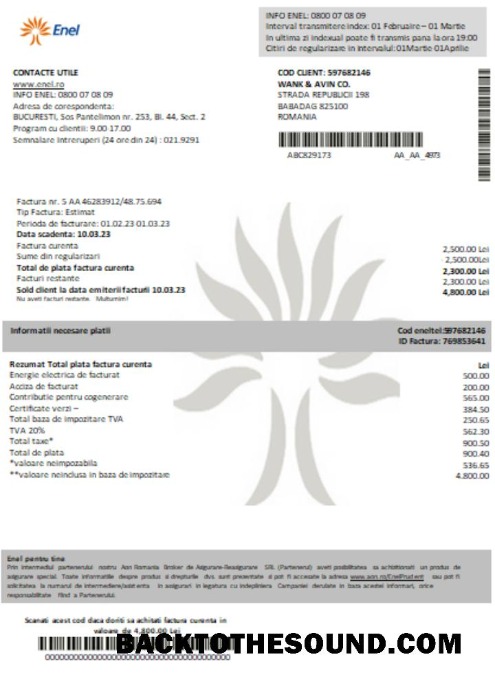 Enel
INFO ENEL: 0800 07 08 09
Interval transmitere index: 01 Februaire – 01 Martie
In ultima zi indexual poate fi transmis pana la ora 19:00
Citiri de regularizare in intervalul: 01Martie 01Aprilie
CONTACTE UTILE
www.enel.ro
INFO ENEL: 0800 07 08 09
Adresa de corespondenta:
BUCURESTI, Sos Pantelimon nr. 253, Bl. 44, Sect. 2
Program cu clientii: 9.00-17.00
Semnalare Intreruperi (24 ore din 24) : 021.9291
COD CLIENT: 597682146
WANK & AVIN CO.
STRADA REPUBLICII 198
BABADAG 825100
ROMANIA
ABC829173 AA_AA_4973
Factura nr. 5 AA 46283912/48.75.694
Tip Factura: Estimat
Perioda de facturare: 01.02.23 01.03.23
Data scadenta: 10.03.23
Factura curenta 2,500.00 Lei
Sume din regularizari - 2,500.00Lei
Total de plata factura curenta 2,300.00 Lei
Facturi restante 2,300.00 Lei
Sold client la data emiterii facturii 10.03.23 4,800.00 Lei
Nu aveti facturi restante. Multumim!
Informatii necesare platii Cod eneltel:597682146
ID Factura: 769853641
Rezumat Total plata factura curenta Lei
Energie electrica de facturat 500.00
Acciza de facturat 200.00
Contributie pentru cogenerare 565.00
Certificate verzi – 384.50
Total baza de impozitare TVA 250.65
TVA 20% 562.30
Total taxe* 900.50
Total de plata 900.40
*valoare neimpozabila 536.65
**valoare neinclusa in baza de impozitare 4.800.00
Enel pentru tine
Prin intermediul partenerului nostru Aon Romania Broker de Asigurare-Reasigurare SRL (Partenerul) aveti posibilitatea sa achizitionati un produs de
asigurare special. Toate informatiile despre produs si drepturile dvs. sunt prezentate si pot fi accesate la adresa www.aon.ro/EnelPrudent sau pot fi
solicitate la numarul de intermediere/asistenta in asigurari in legatura cu indeplinirea Campaniei derulate in baza acestei informari, orice
responsabilitate fiind a Partenerului.
Scanati acest cod daca doriti sa achitati factura curenta in
valoare de 4,800.00 Lei
BACKTOTHESOUND.COM